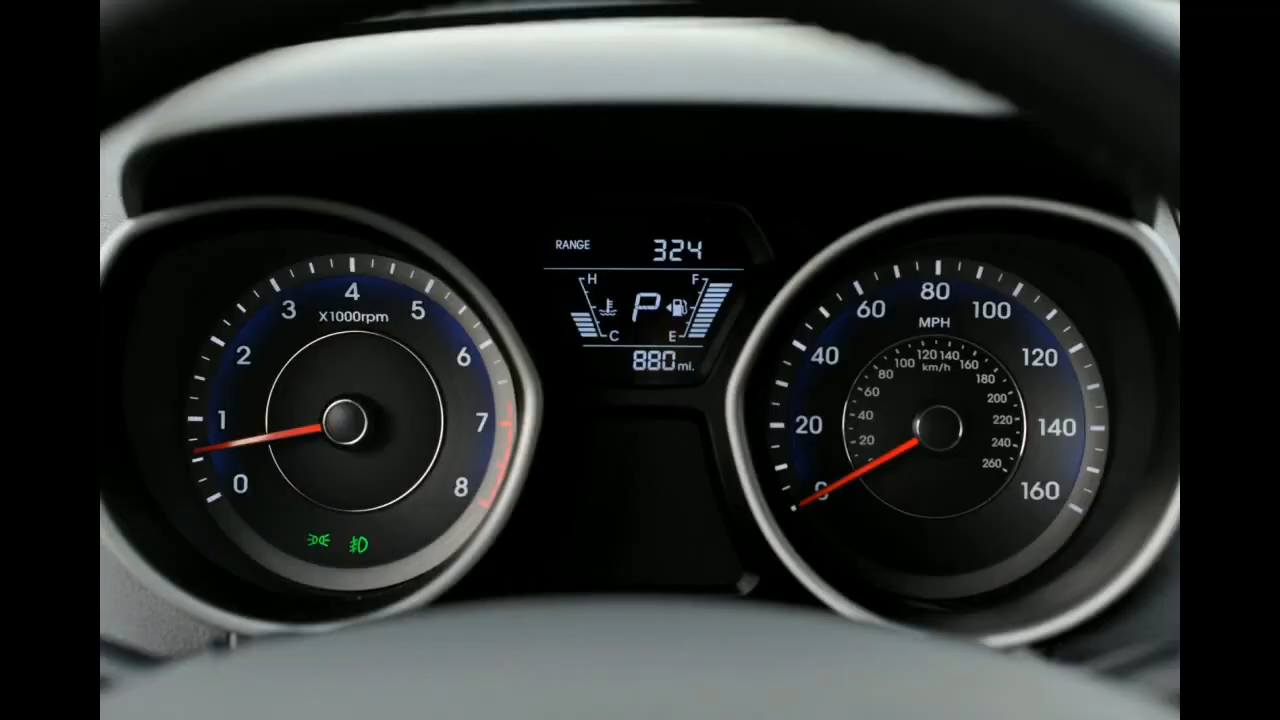 RANGE 324
H F
P
C E
880 mi.
0 1 2 3 4 5 6 7 8
X1000rpm
0 20 40 60 80 100 120 140 160
MPH
20 40 60 80 100 120 140 160 180 200 220 240 260
km/h